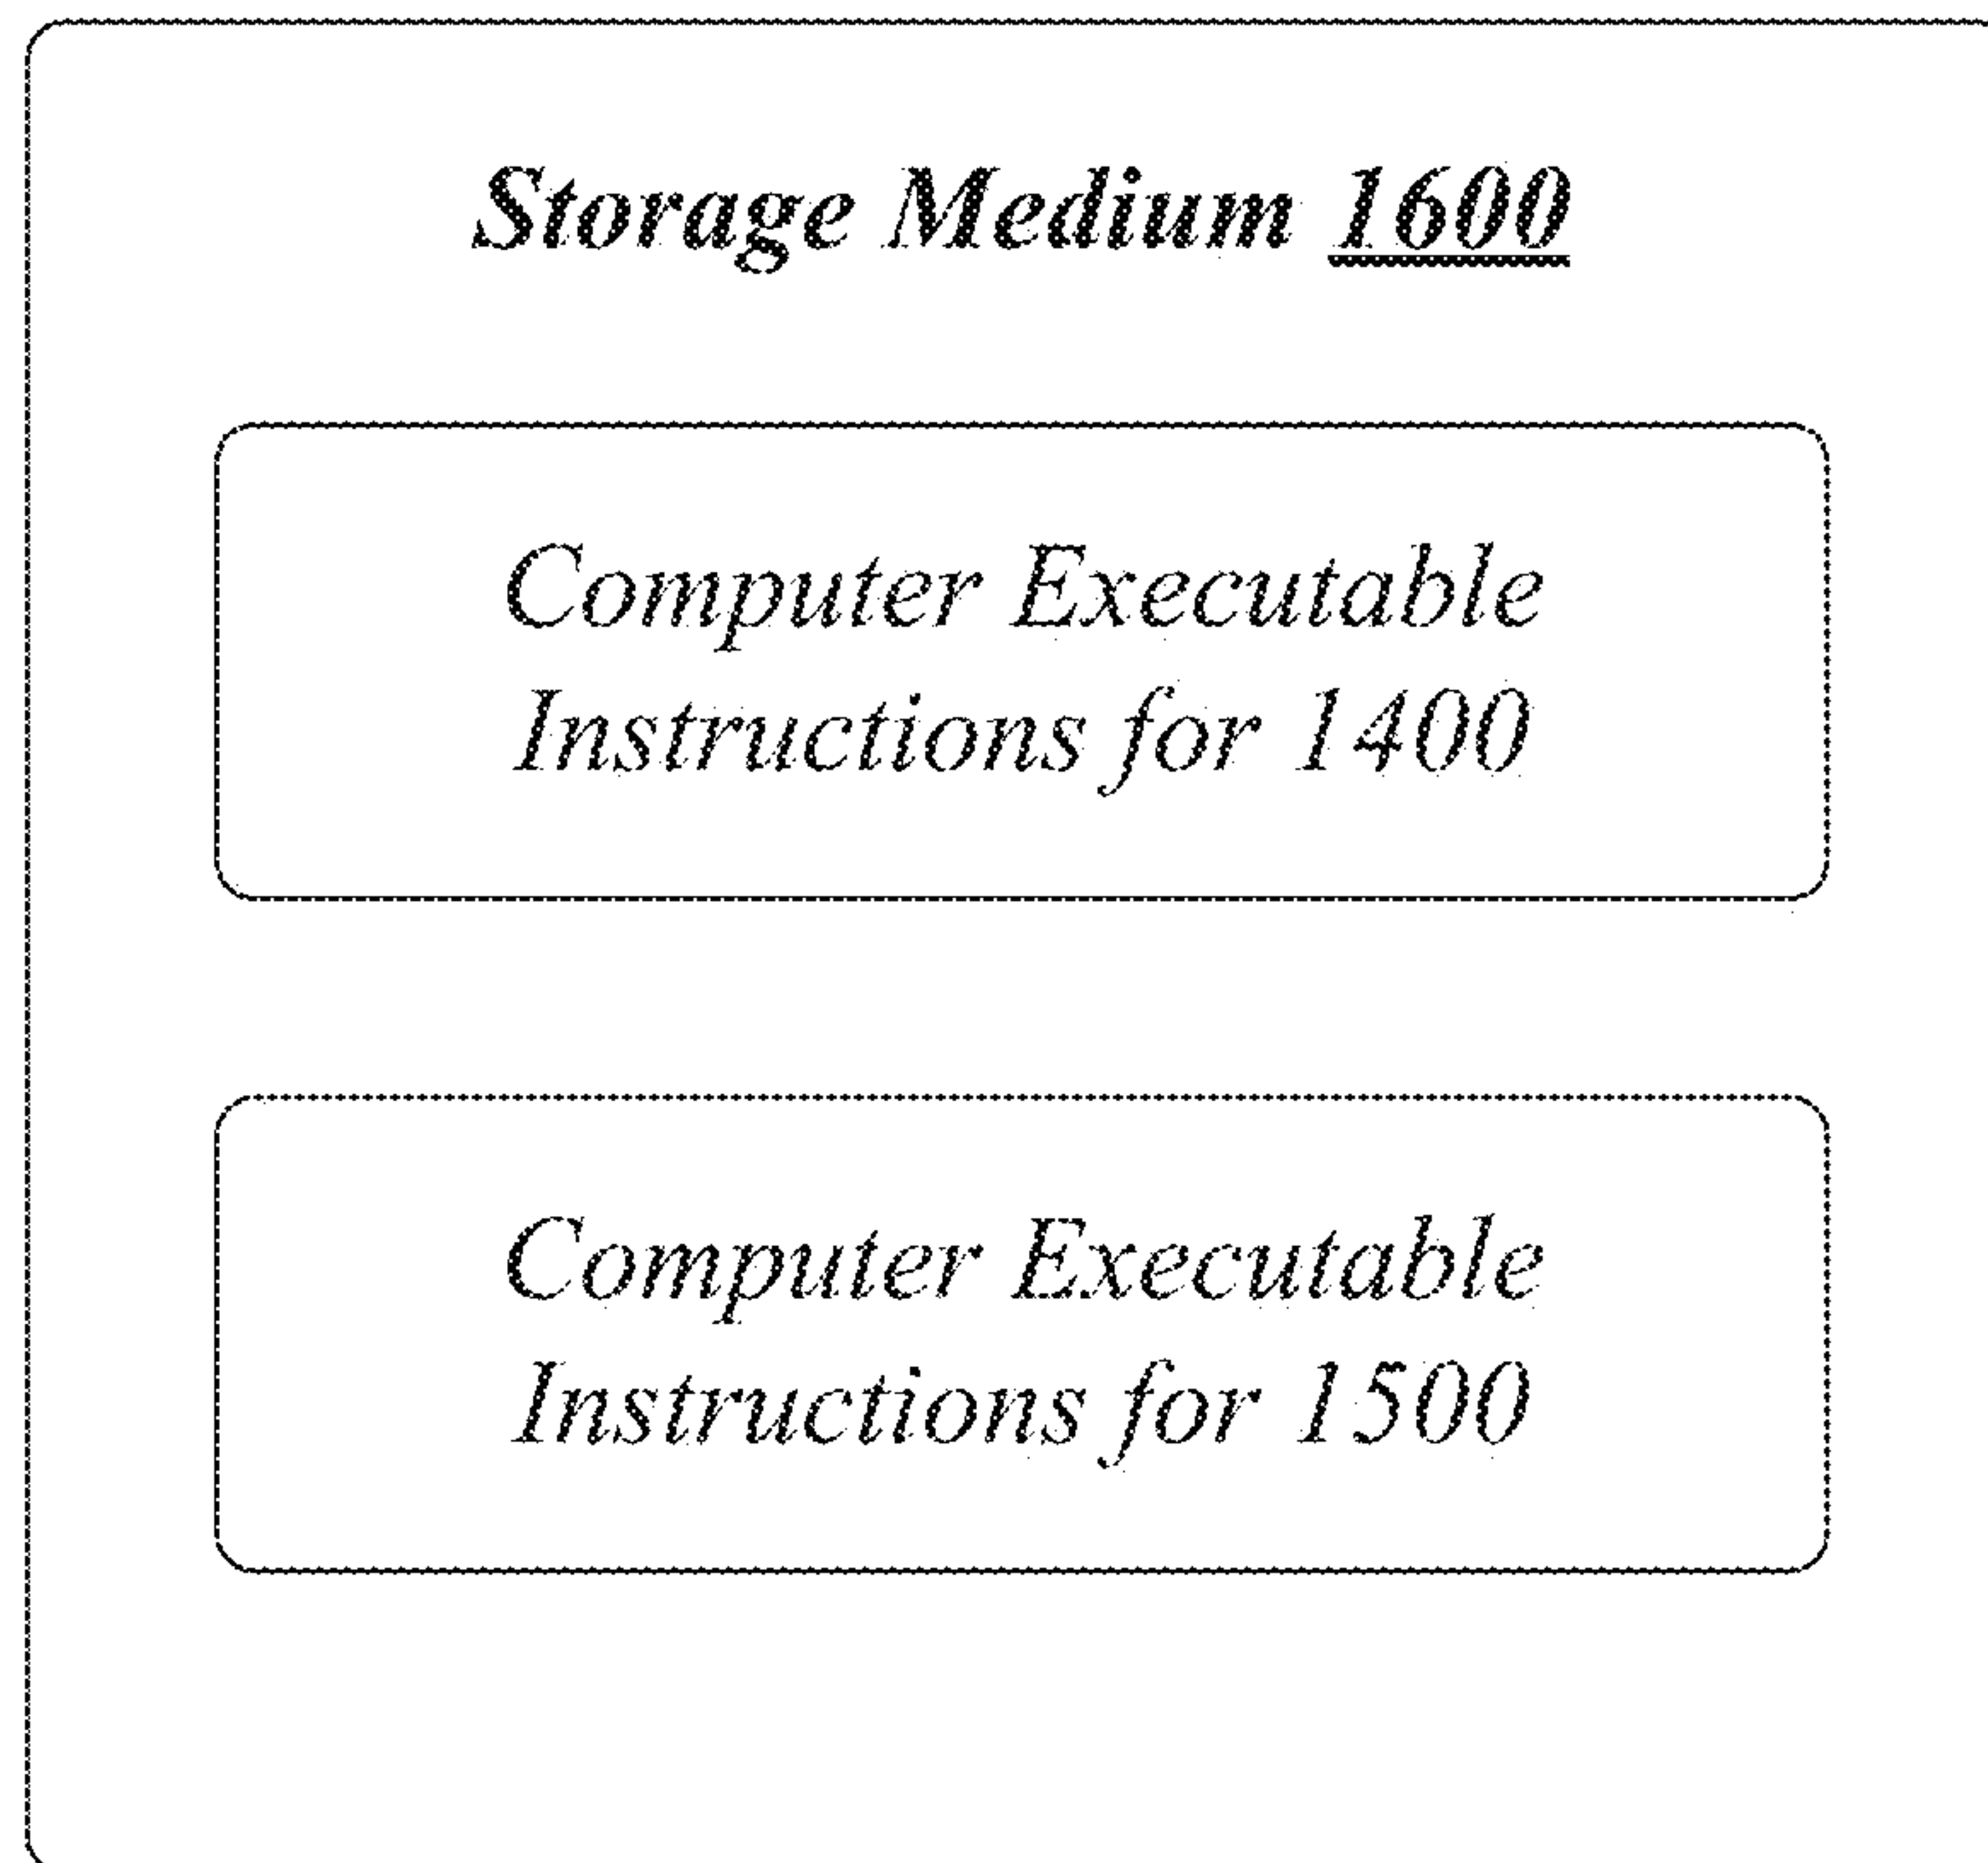 Storage Medium 1600
Computer Executable
Instructions for 1400
Computer Executable
Instructions for 1500